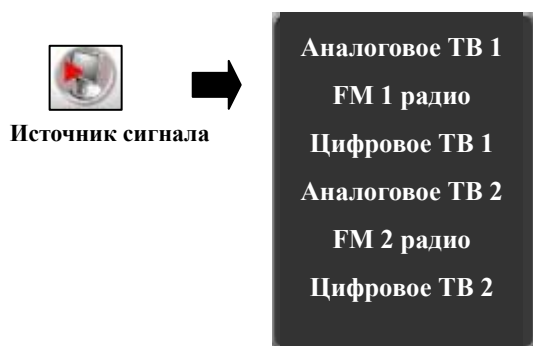 Источник сигнала
Аналоговое ТВ 1
FM 1 радио
Цифровое ТВ 1
Аналоговое ТВ 2
FM 2 радио
Цифровое ТВ 2